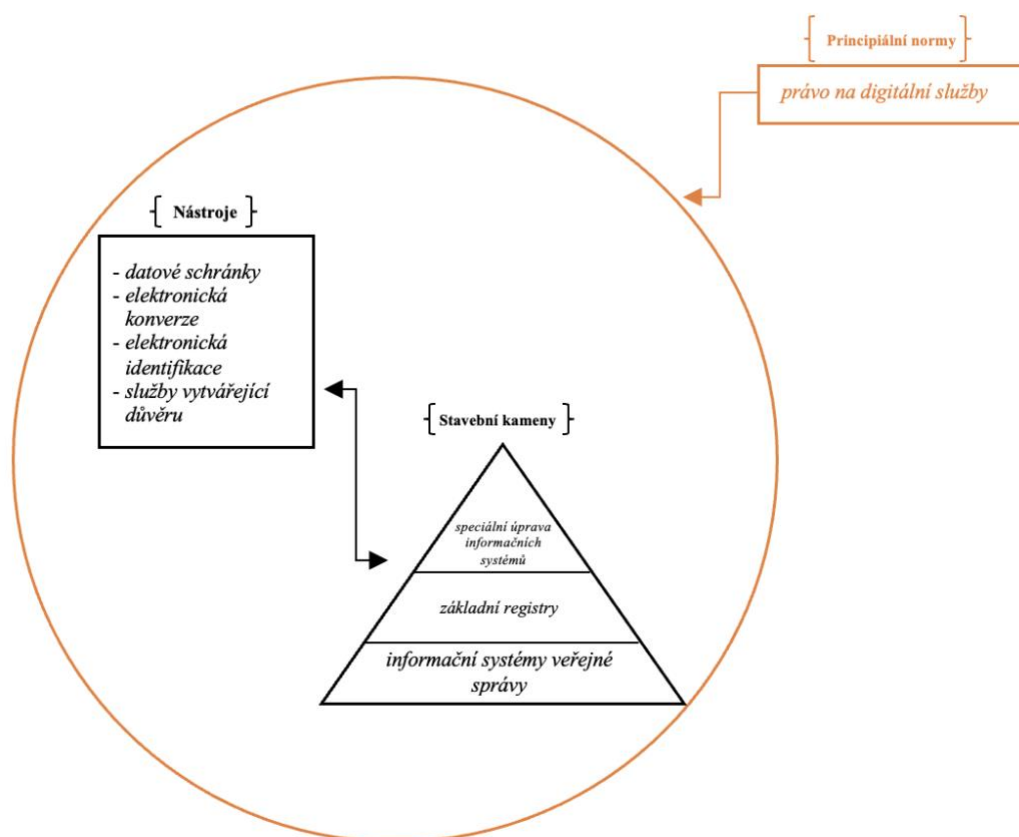 Principiální normy
právo na digitální služby
Nástroje
- datové schránky
- elektronická
konverze
- elektronická
identifikace
- služby vytvářející
důvěru
Stavební kameny
speciální úprava
informačních
systémů
základní registry
informační systémy veřejné
správy